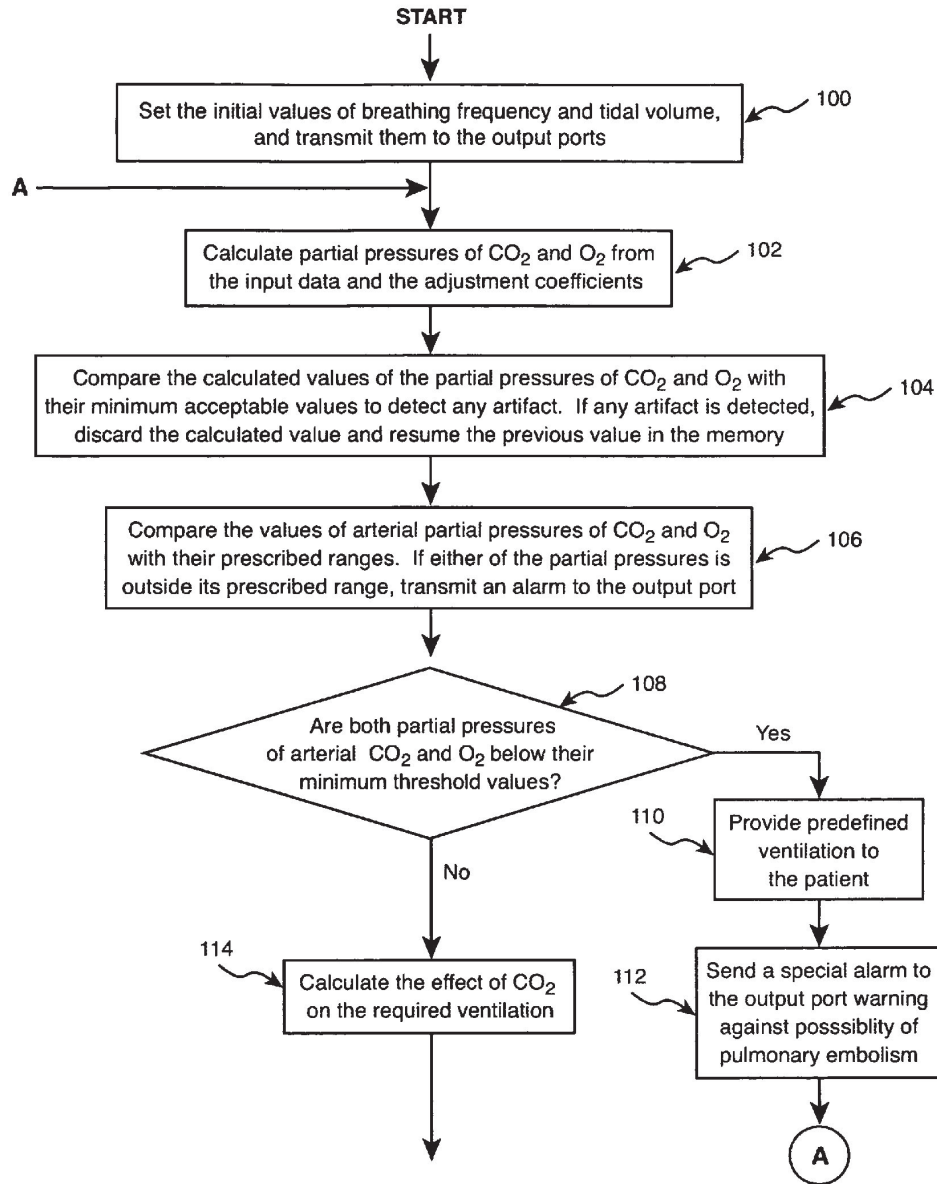 START
Set the initial values of breathing frequency and tidal volume,
and transmit them to the output ports
100
A
Calculate partial pressures of CO2 and O2 from
the input data and the adjustment coefficients
102
Compare the calculated values of the partial pressures of CO2 and O2 with
their minimum acceptable values to detect any artifact. If any artifact is detected,
discard the calculated value and resume the previous value in the memory
104
Compare the values of arterial partial pressures of CO2 and O2
with their prescribed ranges. If either of the partial pressures is
outside its prescribed range, transmit an alarm to the output port
106
108
Are both partial pressures
of arterial CO2 and O2 below their
minimum threshold values?
Yes
110
Provide predefined
ventilation to
the patient
No
114
Calculate the effect of CO2
on the required ventilation
112
Send a special alarm to
the output port warning
against posssiblity of
pulmonary embolism
A